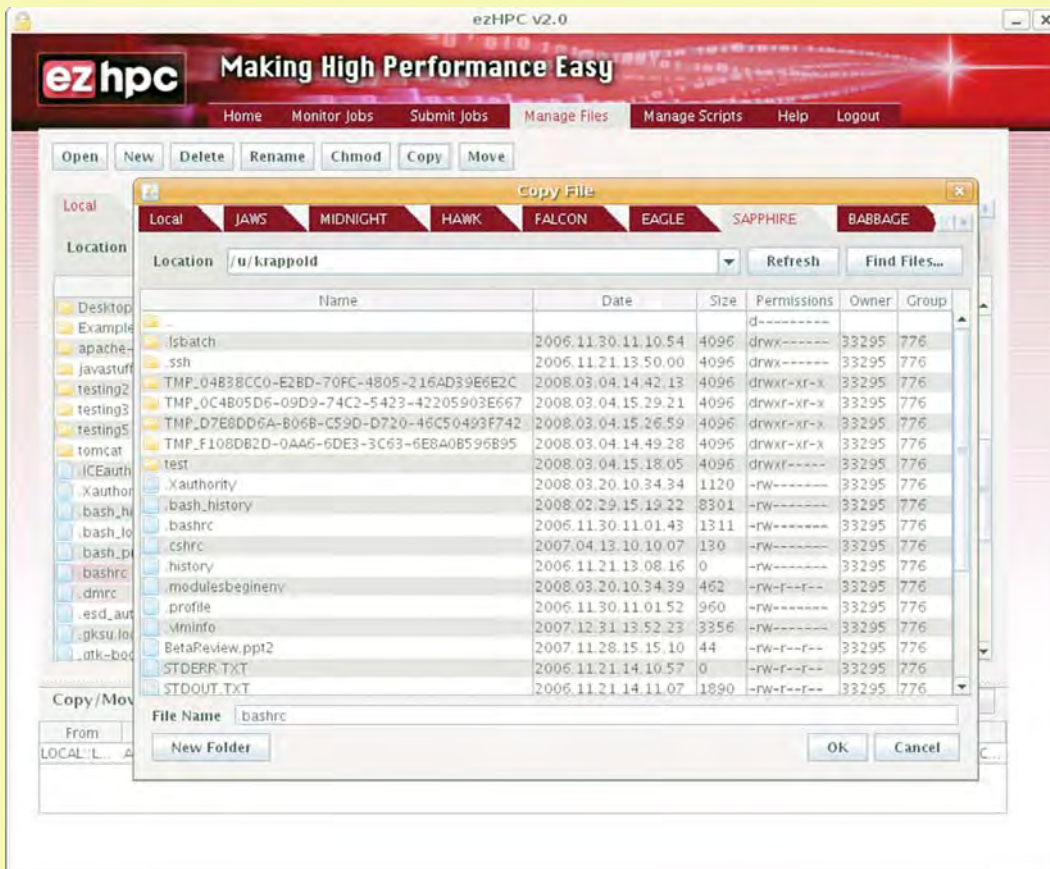 ezHPC v2.0
ez hpc
Making High Performance Easy
Home Monitor Jobs Submit Jobs Manage Files Manage Scripts Help Logout
Open New Delete Rename Chmod Copy Move
Local
Location
Desktop
Example
apache-
javastuff
testing2
testing3
testing5
tomcat
.ICEauth
.Xauthor
.bash_hi
.bash_lo
.bash_pr
.bashrc
.dmrc
.esd_aut
.gksu.loc
.gtk-boo
Copy File
Local JAWS MIDNIGHT HAWK FALCON EAGLE SAPPHIRE BABBAGE
Location /u/krappold Refresh Find Files...
Name Date Size Permissions Owner Group
.. d---------
.lsbatch 2006.11.30.11.10.54 4096 drwx------ 33295 776
.ssh 2006.11.21.13.50.00 4096 drwx------ 33295 776
TMP_04B38CC0-E2BD-70FC-4805-216AD39E6E2C 2008.03.04.14.42.13 4096 drwxr-xr-x 33295 776
TMP_0C4B05D6-09D9-74C2-5423-42205903E667 2008.03.04.15.29.21 4096 drwxr-xr-x 33295 776
TMP_D7E8DD6A-B06B-C59D-D720-46C50493F742 2008.03.04.15.26.59 4096 drwxr-xr-x 33295 776
TMP_F108DB2D-0AA6-6DE3-3C63-6E8A0B596B95 2008.03.04.14.49.28 4096 drwxr-xr-x 33295 776
test 2008.03.04.15.18.05 4096 drwxr----- 33295 776
.Xauthority 2008.03.20.10.34.34 1120 -rw------- 33295 776
.bash_history 2008.02.29.15.19.22 8301 -rw------- 33295 776
.bashrc 2006.11.30.11.01.43 1311 -rw------- 33295 776
.cshrc 2007.04.13.10.10.07 130 -rw------- 33295 776
.history 2006.11.21.13.08.16 0 -rw------- 33295 776
.modulesbeginenv 2008.03.20.10.34.39 462 -rw-r--r-- 33295 776
.profile 2006.11.30.11.01.52 960 -rw------- 33295 776
.viminfo 2007.12.31.13.52.23 3356 -rw------- 33295 776
BetaReview.ppt2 2007.11.28.15.15.10 44 -rw-r--r-- 33295 776
STDERR.TXT 2006.11.21.14.10.57 0 -rw-r--r-- 33295 776
STDOUT.TXT 2006.11.21.14.11.07 1890 -rw-r--r-- 33295 776
File Name .bashrc
New Folder OK Cancel
Copy/Mov
From
LOCAL::L... A C...